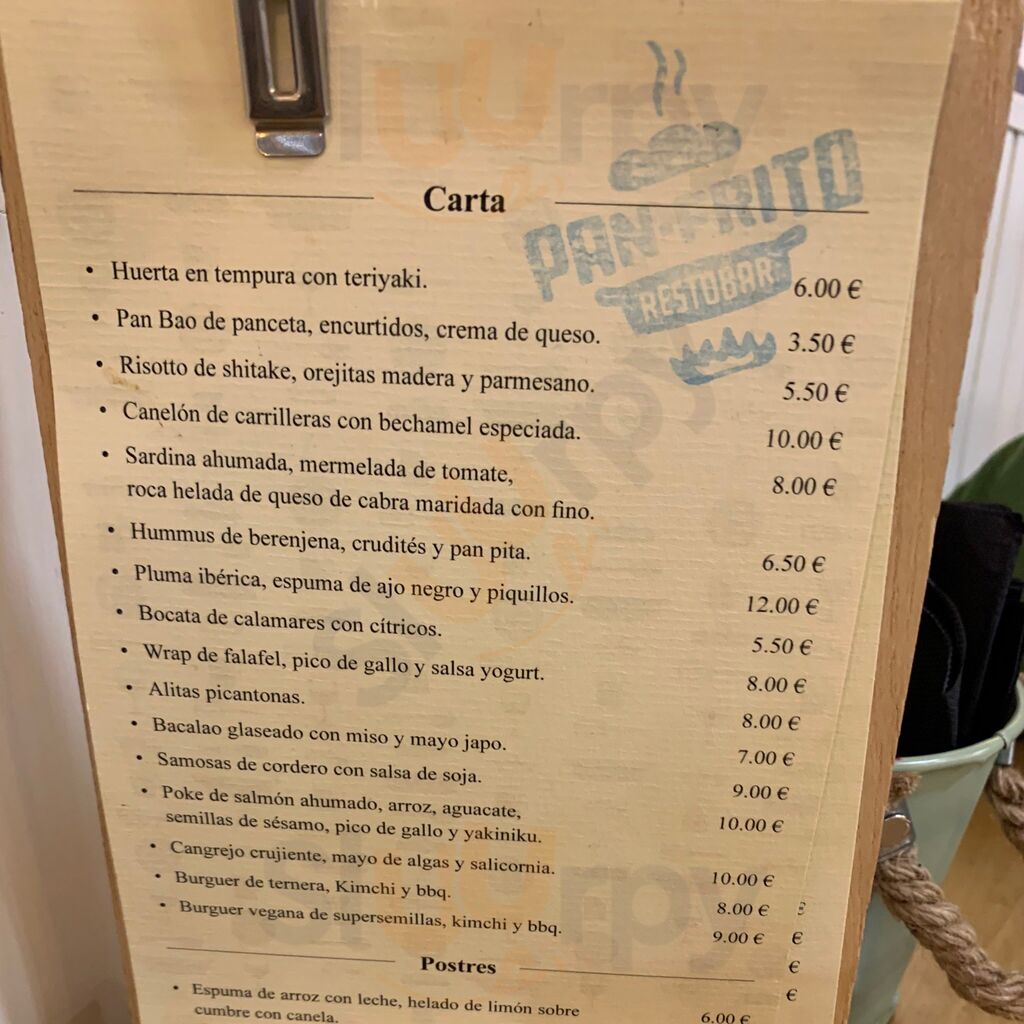 PAN·FRITO
RESTOBAR
Carta
• Huerta en tempura con teriyaki. 6.00 €
• Pan Bao de panceta, encurtidos, crema de queso. 3.50 €
• Risotto de shitake, orejitas madera y parmesano. 5.50 €
• Canelón de carrilleras con bechamel especiada. 10.00 €
• Sardina ahumada, mermelada de tomate, 8.00 €
roca helada de queso de cabra maridada con fino.
• Hummus de berenjena, crudités y pan pita. 6.50 €
• Pluma ibérica, espuma de ajo negro y piquillos. 12.00 €
• Bocata de calamares con cítricos. 5.50 €
• Wrap de falafel, pico de gallo y salsa yogurt. 8.00 €
• Alitas picantonas. 8.00 €
• Bacalao glaseado con miso y mayo japo. 7.00 €
• Samosas de cordero con salsa de soja. 9.00 €
• Poke de salmón ahumado, arroz, aguacate, 10.00 €
semillas de sésamo, pico de gallo y yakiniku.
• Cangrejo crujiente, mayo de algas y salicornia. 10.00 €
• Burguer de ternera, Kimchi y bbq. 8.00 €
• Burguer vegana de supersemillas, kimchi y bbq. 9.00 €
€
€
€
€
Postres
• Espuma de arroz con leche, helado de limón sobre 6.00 €
cumbre con canela.